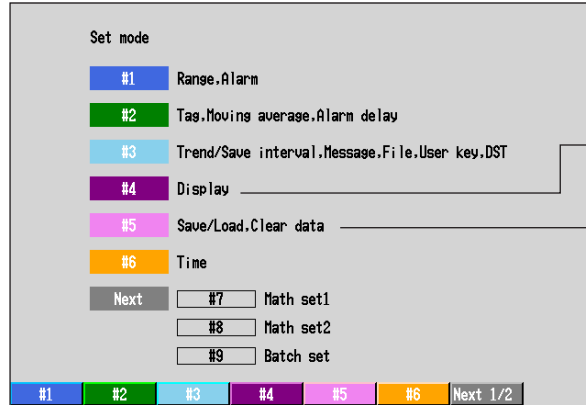 Set mode
#1 Range,Alarm
#2 Tag,Moving average,Alarm delay
#3 Trend/Save interval,Message,File,User key,DST
#4 Display
#5 Save/Load,Clear data
#6 Time
Next #7 Math set1
#8 Math set2
#9 Batch set
#1 #2 #3 #4 #5 #6 Next 1/2